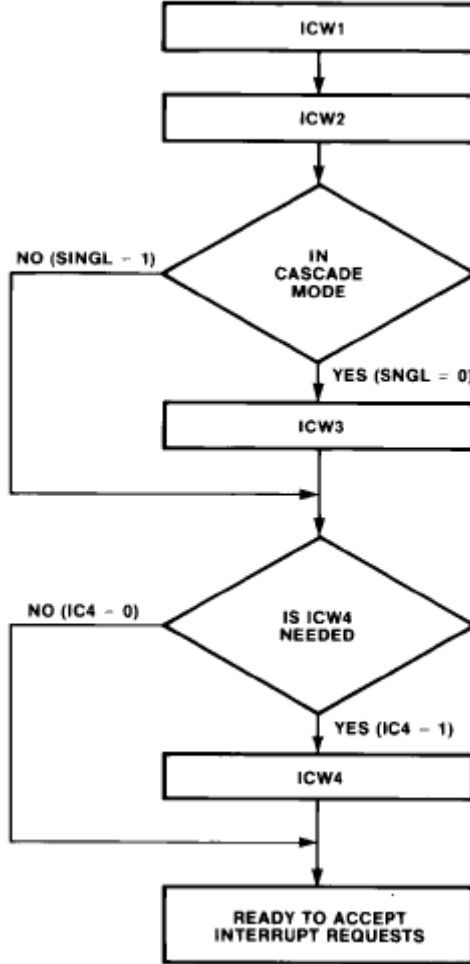 ICW1
ICW2
IN
CASCADE
MODE
NO (SINGL - 1)
YES (SNGL = 0)
ICW3
IS ICW4
NEEDED
NO (IC4 - 0)
YES (IC4 - 1)
ICW4
READY TO ACCEPT
INTERRUPT REQUESTS